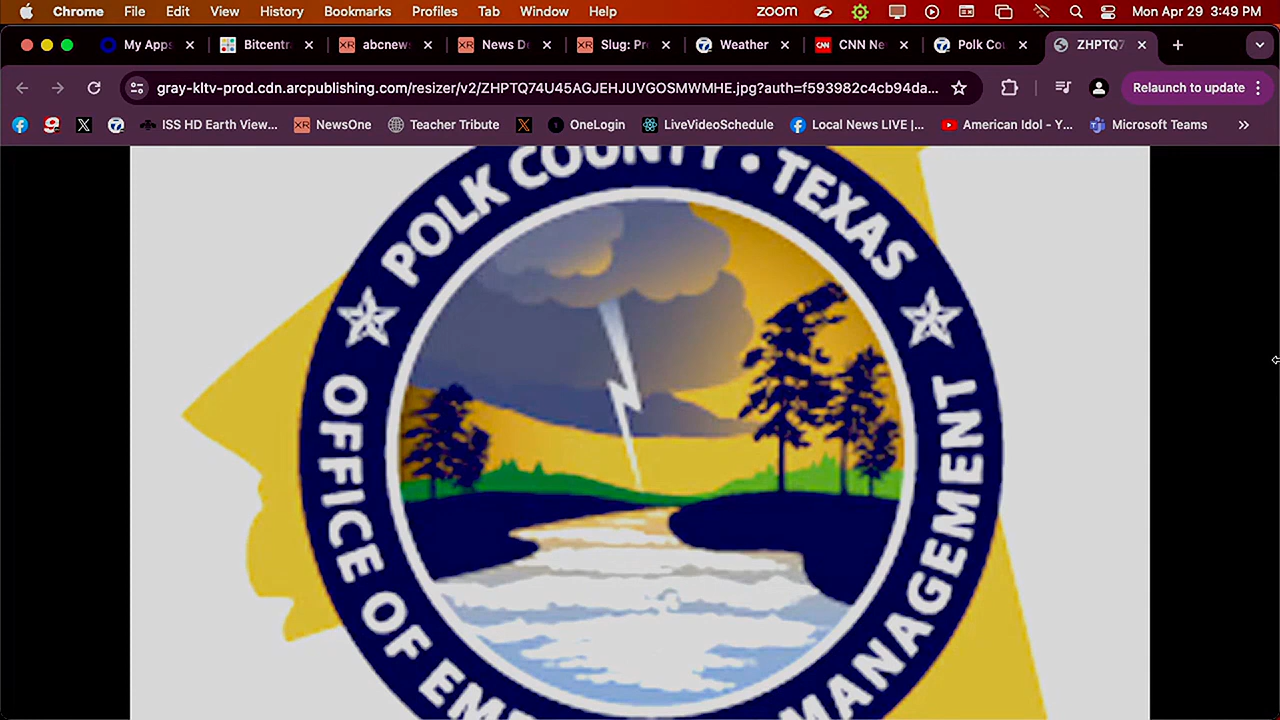 Chrome File Edit View History Bookmarks Profiles Tab Window Help zoom Mon Apr 29 3:49 PM
My Apps Bitcentr abcnew News De Slug: Pr Weather CNN Ne Polk Cou ZHPTQ7
gray-kltv-prod.cdn.arcpublishing.com/resizer/v2/ZHPTQ74U45AGJEHJUVGOSMWMHE.jpg?auth=f593982c4cb94da... Relaunch to update
ISS HD Earth View... NewsOne Teacher Tribute OneLogin LiveVideoSchedule Local News LIVE |... American Idol - Y... Microsoft Teams
POLK COUNTY • TEXAS
OFFICE OF EME MANAGEMENT